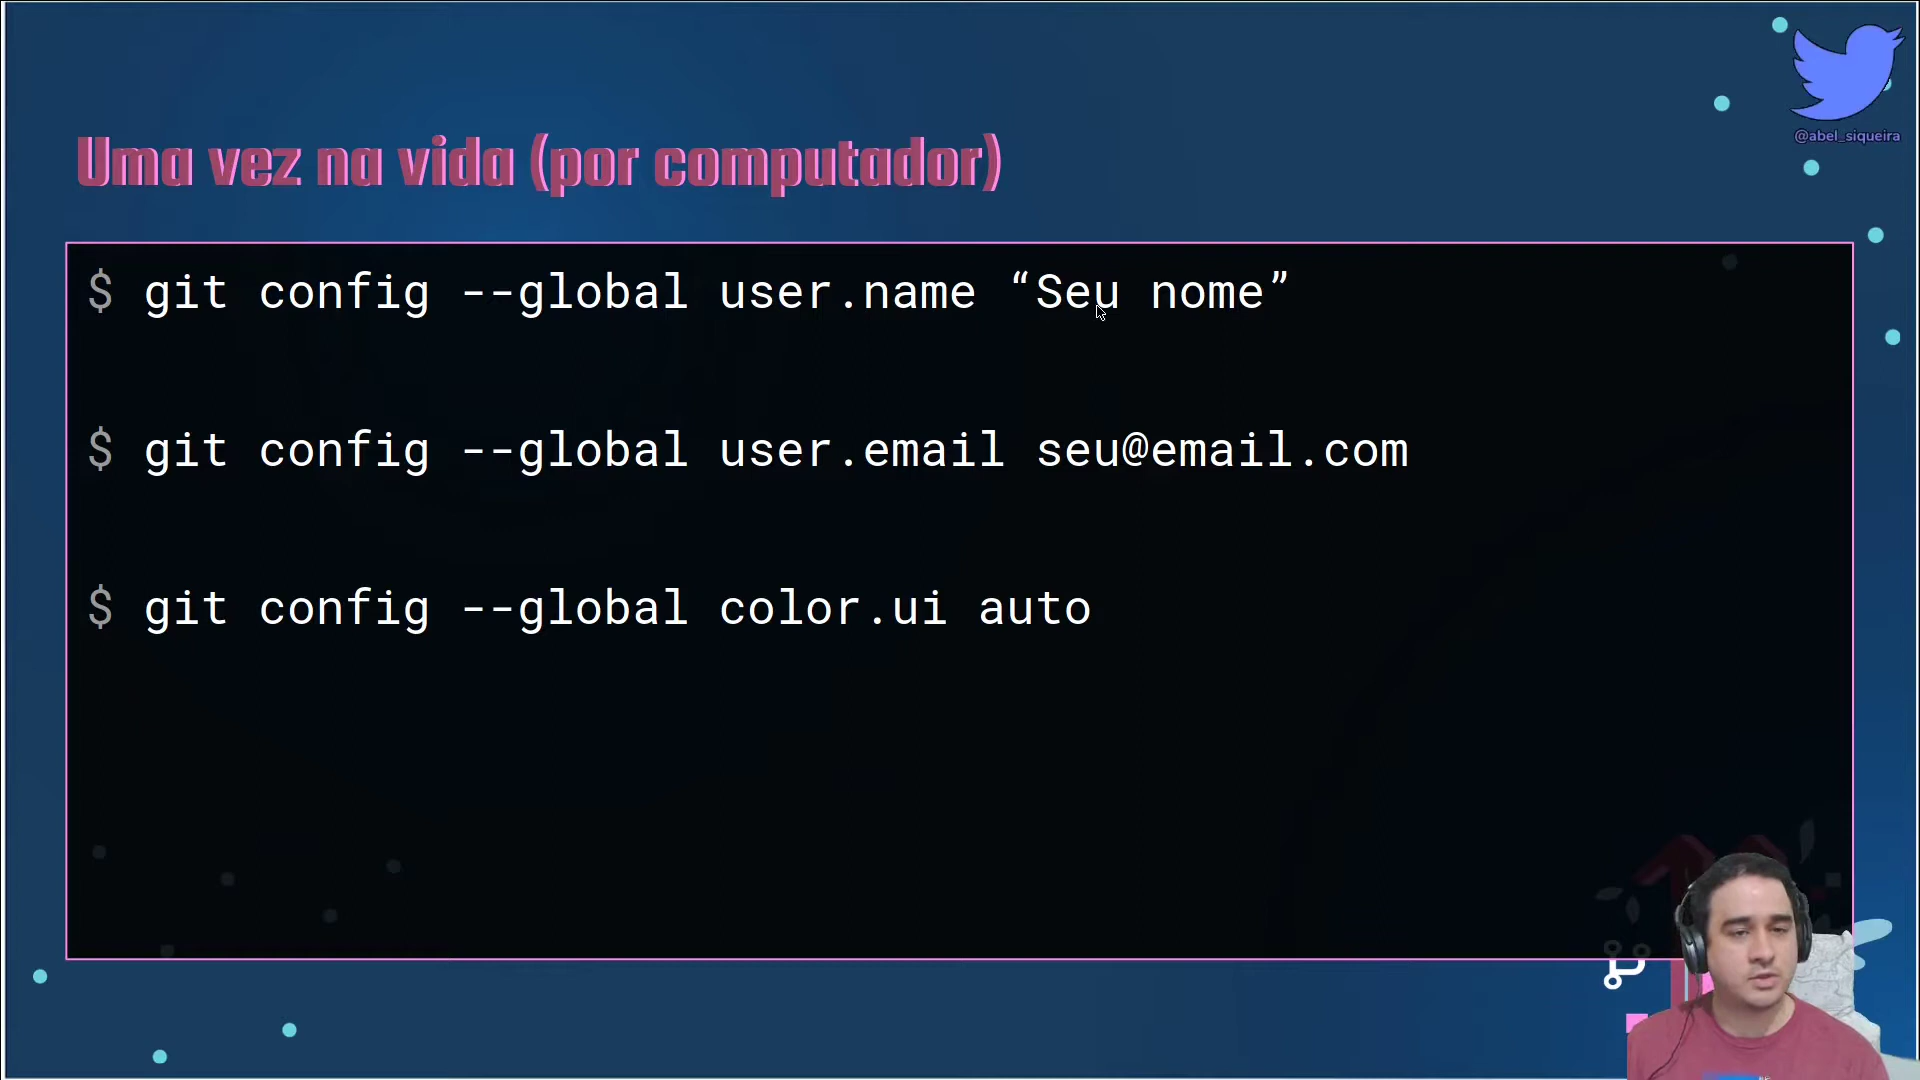 @abel_siqueira
Uma vez na vida (por computador)
$ git config --global user.name “Seu nome”
$ git config --global user.email seu@email.com
$ git config --global color.ui auto